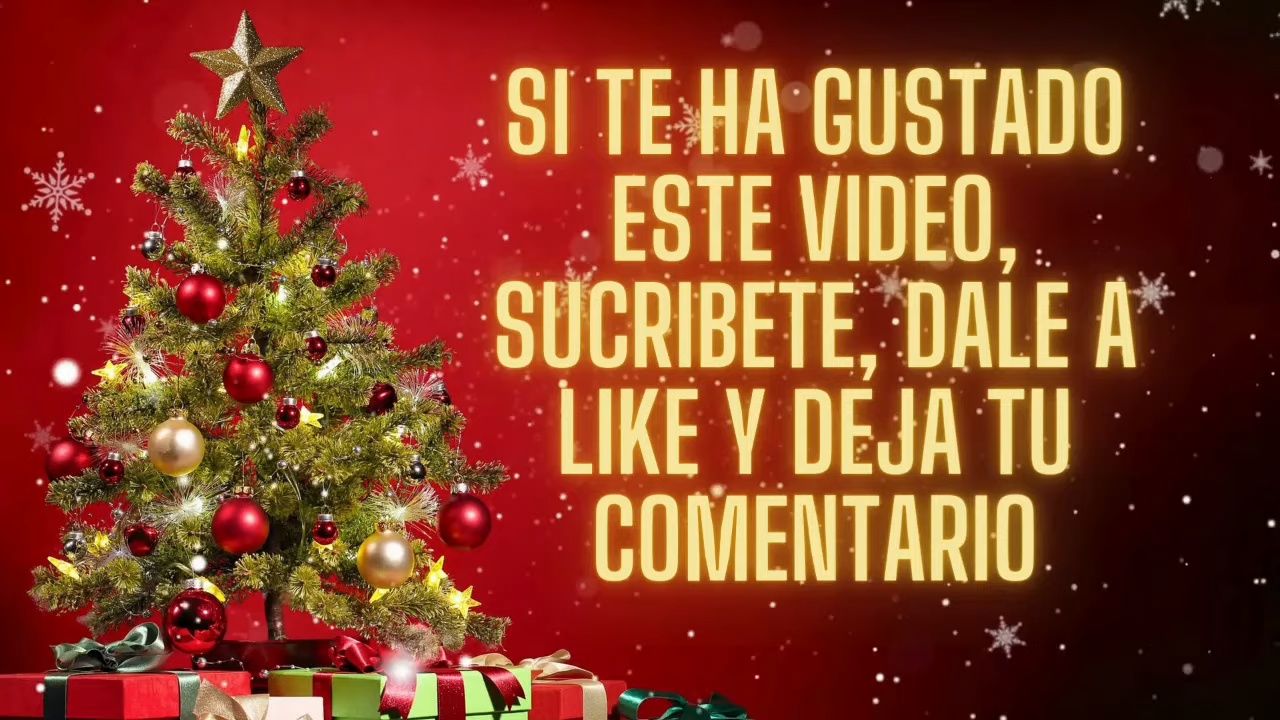 SI TE HA GUSTADO
ESTE VIDEO,
SUCRIBETE, DALE A
LIKE Y DEJA TU
COMENTARIO